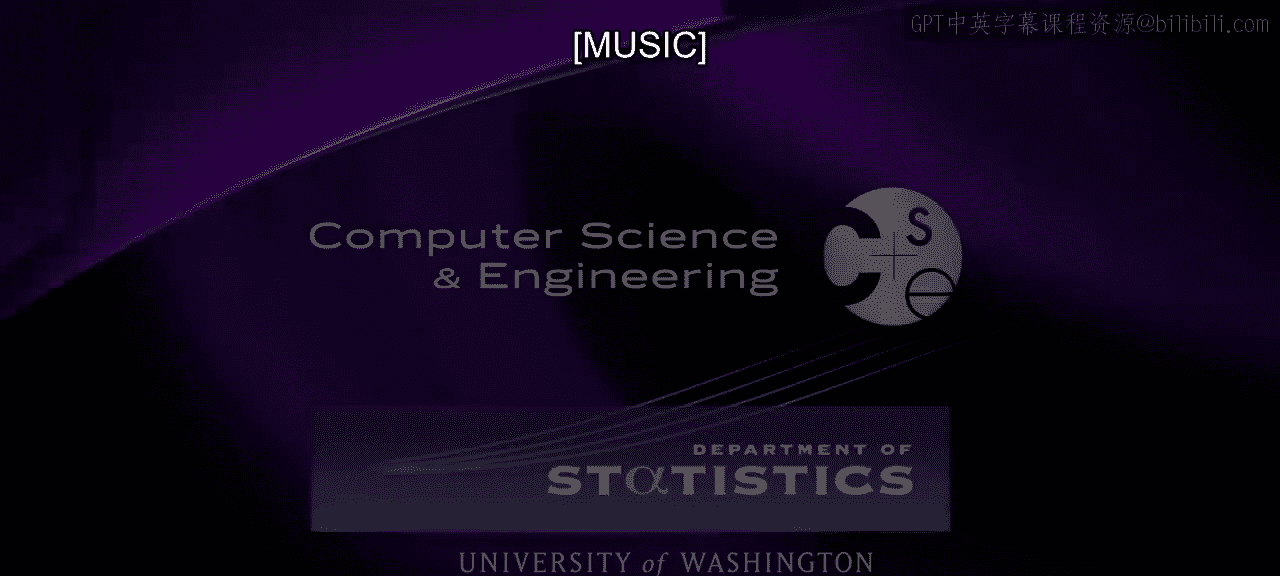 GPT中英字幕课程资源@bilibili.com
[MUSIC]
Computer Science
& Engineering
C
s
+
e
DEPARTMENT OF
STαTISTICS
UNIVERSITY of WASHINGTON